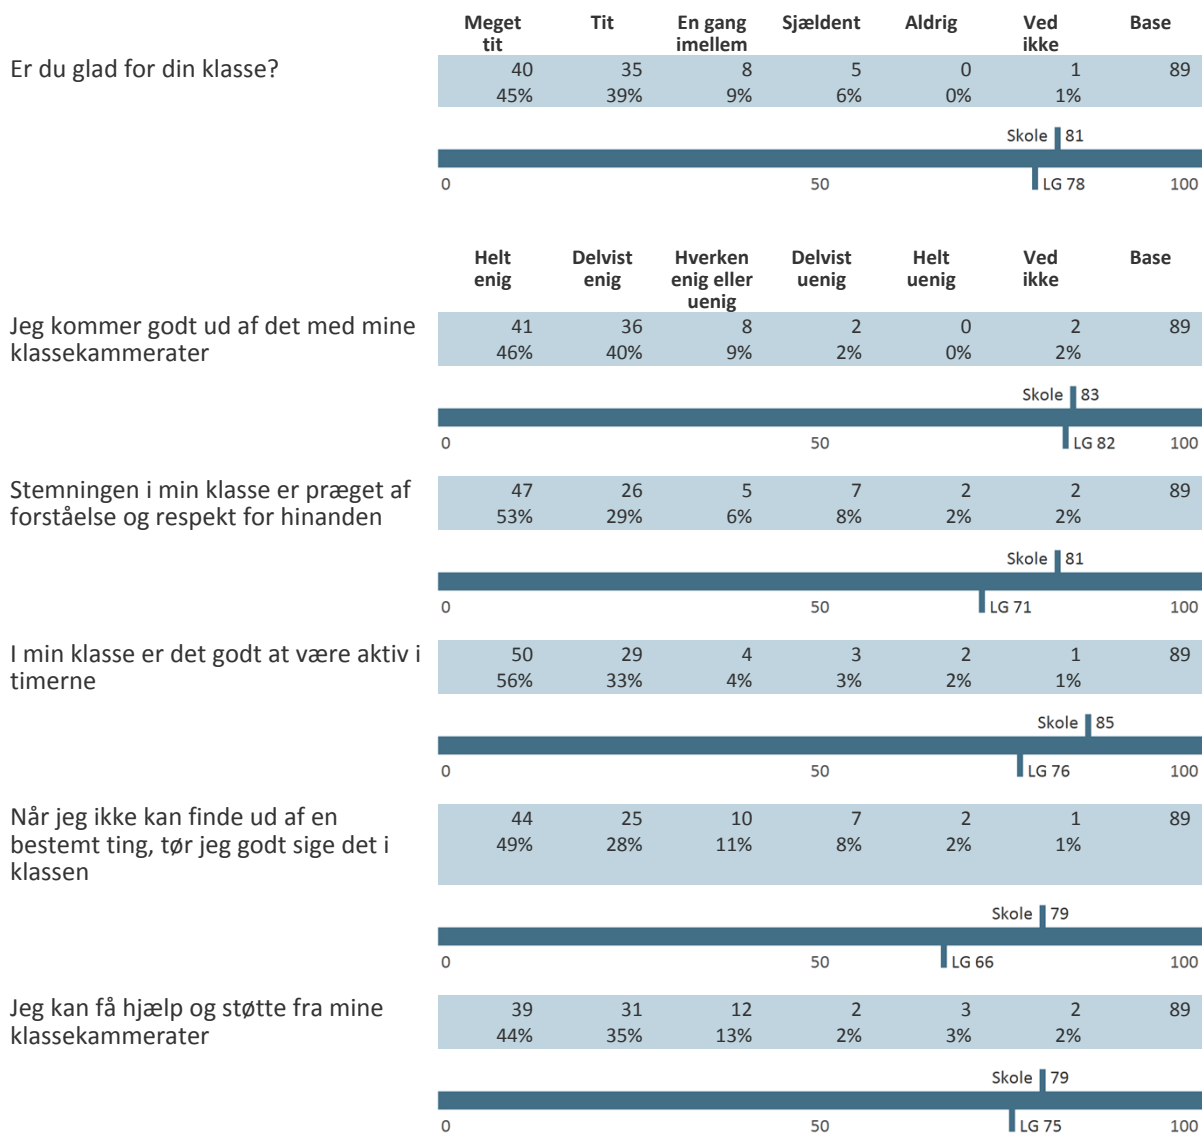 Meget tit Tit En gang imellem Sjældent Aldrig Ved ikke Base
Er du glad for din klasse? 40 35 8 5 0 1 89
45% 39% 9% 6% 0% 1%
Skole 81
0 50 LG 78 100
Helt enig Delvist enig Hverken enig eller uenig Delvist uenig Helt uenig Ved ikke Base
Jeg kommer godt ud af det med mine 41 36 8 2 0 2 89
klassekammerater 46% 40% 9% 2% 0% 2%
Skole 83
0 50 LG 82 100
Stemningen i min klasse er præget af 47 26 5 7 2 2 89
forståelse og respekt for hinanden 53% 29% 6% 8% 2% 2%
Skole 81
0 50 LG 71 100
I min klasse er det godt at være aktiv i 50 29 4 3 2 1 89
timerne 56% 33% 4% 3% 2% 1%
Skole 85
0 50 LG 76 100
Når jeg ikke kan finde ud af en 44 25 10 7 2 1 89
bestemt ting, tør jeg godt sige det i 49% 28% 11% 8% 2% 1%
klassen
Skole 79
0 50 LG 66 100
Jeg kan få hjælp og støtte fra mine 39 31 12 2 3 2 89
klassekammerater 44% 35% 13% 2% 3% 2%
Skole 79
0 50 LG 75 100